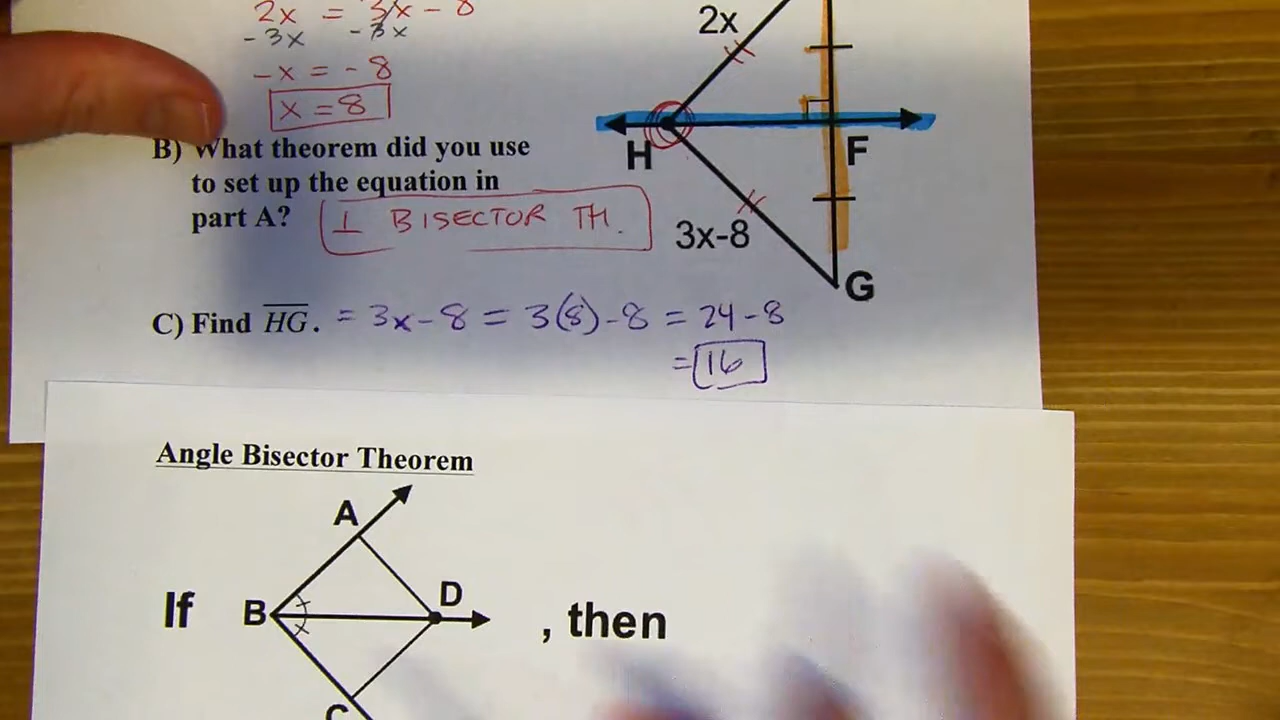 2x = 3x - 8
-3x -3x
-x = -8
x = 8
B) What theorem did you use
to set up the equation in
part A? ⊥ BISECTOR TH.
2x
H
F
3x-8
G
C) Find HG. = 3x-8 = 3(8)-8 = 24-8
= 16
Angle Bisector Theorem
A
If B D , then
C